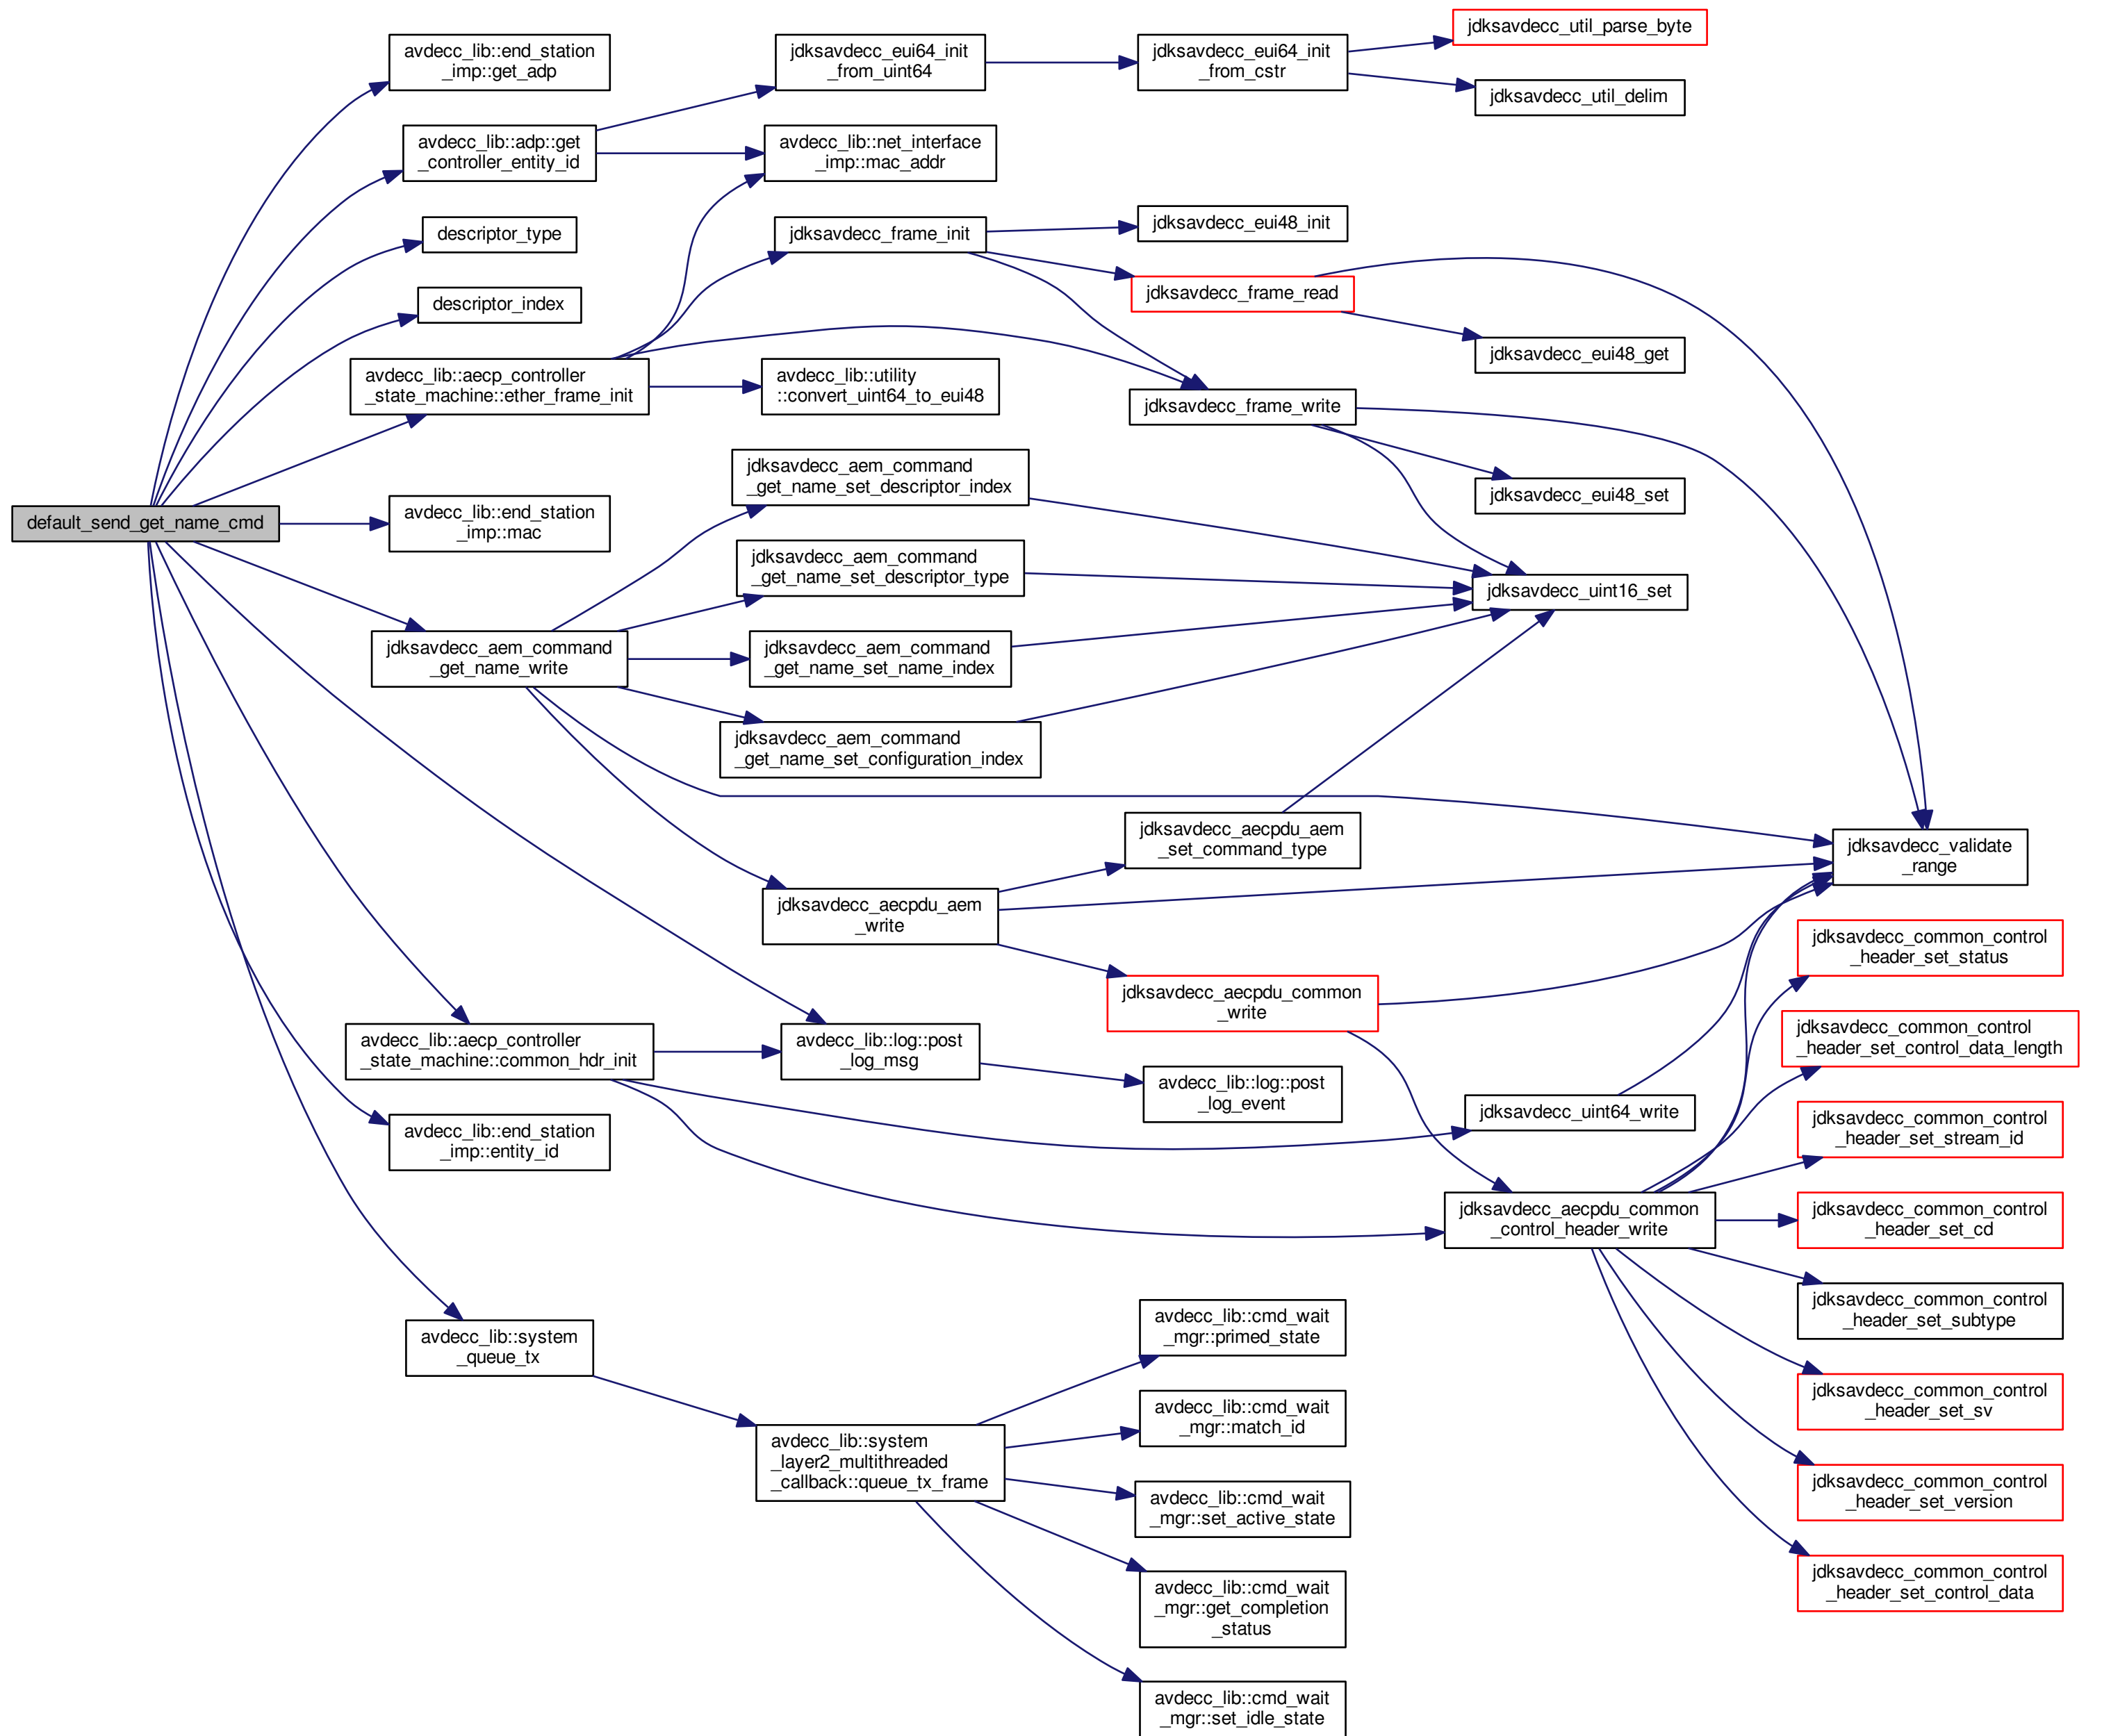 jdksavdecc_util_parse_byte
avdecc_lib::end_station
_imp::get_adp
jdksavdecc_eui64_init
_from_uint64
jdksavdecc_eui64_init
_from_cstr
jdksavdecc_util_delim
avdecc_lib::adp::get
_controller_entity_id
avdecc_lib::net_interface
_imp::mac_addr
descriptor_type
jdksavdecc_frame_init
jdksavdecc_eui48_init
descriptor_index
jdksavdecc_frame_read
jdksavdecc_eui48_get
avdecc_lib::aecp_controller
_state_machine::ether_frame_init
avdecc_lib::utility
::convert_uint64_to_eui48
jdksavdecc_frame_write
jdksavdecc_aem_command
_get_name_set_descriptor_index
jdksavdecc_eui48_set
default_send_get_name_cmd
avdecc_lib::end_station
_imp::mac
jdksavdecc_aem_command
_get_name_set_descriptor_type
jdksavdecc_uint16_set
jdksavdecc_aem_command
_get_name_write
jdksavdecc_aem_command
_get_name_set_name_index
jdksavdecc_aem_command
_get_name_set_configuration_index
jdksavdecc_aecpdu_aem
_set_command_type
jdksavdecc_validate
_range
jdksavdecc_aecpdu_aem
_write
jdksavdecc_common_control
_header_set_status
jdksavdecc_aecpdu_common
_write
avdecc_lib::aecp_controller
_state_machine::common_hdr_init
avdecc_lib::log::post
_log_msg
jdksavdecc_common_control
_header_set_control_data_length
avdecc_lib::log::post
_log_event
jdksavdecc_uint64_write
avdecc_lib::end_station
_imp::entity_id
jdksavdecc_common_control
_header_set_stream_id
jdksavdecc_aecpdu_common
_control_header_write
jdksavdecc_common_control
_header_set_cd
jdksavdecc_common_control
_header_set_subtype
avdecc_lib::system
_queue_tx
avdecc_lib::cmd_wait
_mgr::primed_state
jdksavdecc_common_control
_header_set_sv
avdecc_lib::cmd_wait
_mgr::match_id
avdecc_lib::system
_layer2_multithreaded
_callback::queue_tx_frame
jdksavdecc_common_control
_header_set_version
avdecc_lib::cmd_wait
_mgr::set_active_state
jdksavdecc_common_control
_header_set_control_data
avdecc_lib::cmd_wait
_mgr::get_completion
_status
avdecc_lib::cmd_wait
_mgr::set_idle_state